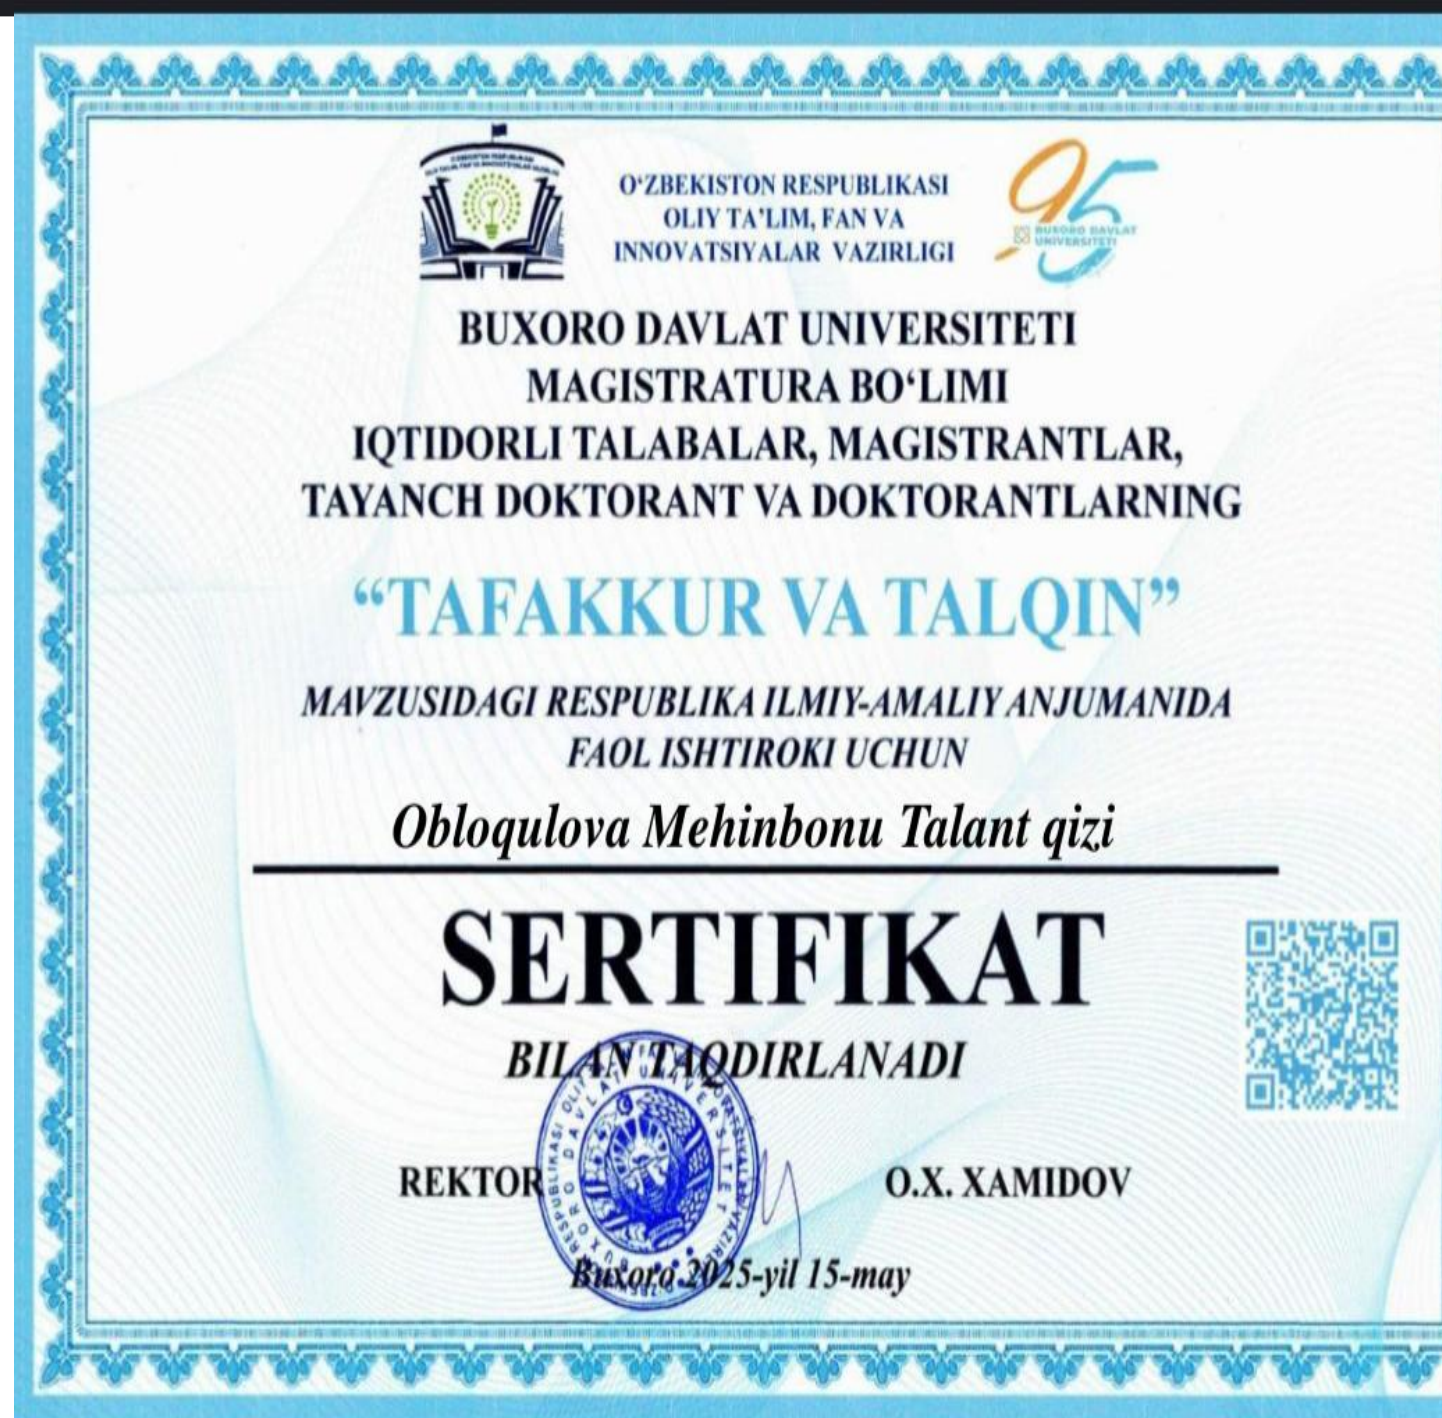 O‘ZBEKISTON RESPUBLIKASI
OLIY TA’LIM, FAN VA
INNOVATSIYALAR VAZIRLIGI
95
BUXORO DAVLAT
UNIVERSITETI
BUXORO DAVLAT UNIVERSITETI
MAGISTRATURA BO‘LIMI
IQTIDORLI TALABALAR, MAGISTRANTLAR,
TAYANCH DOKTORANT VA DOKTORANTLARNING
“TAFAKKUR VA TALQIN”
MAVZUSIDAGI RESPUBLIKA ILMIY-AMALIY ANJUMANIDA
FAOL ISHTIROKI UCHUN
Obloqulova Mehinbonu Talant qizi
SERTIFIKAT
BILAN TAQDIRLANADI
REKTOR
O.X. XAMIDOV
Buxoro 2025-yil 15-may